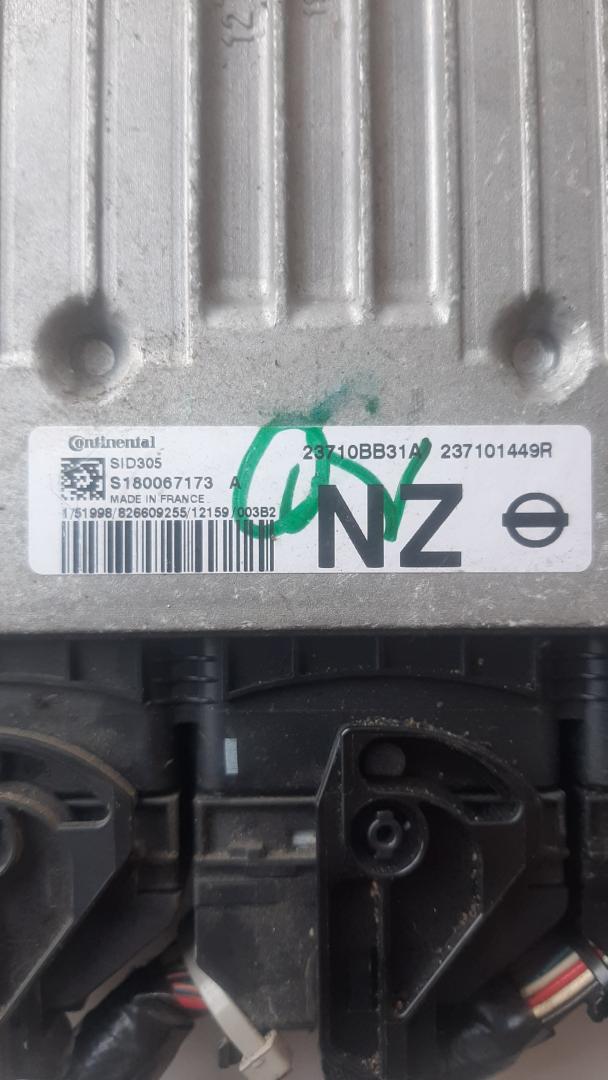 Continental
SID305
S180067173 A
MADE IN FRANCE
1/51998/826609255/12159/003B2
23710BB31A 237101449R
NZ